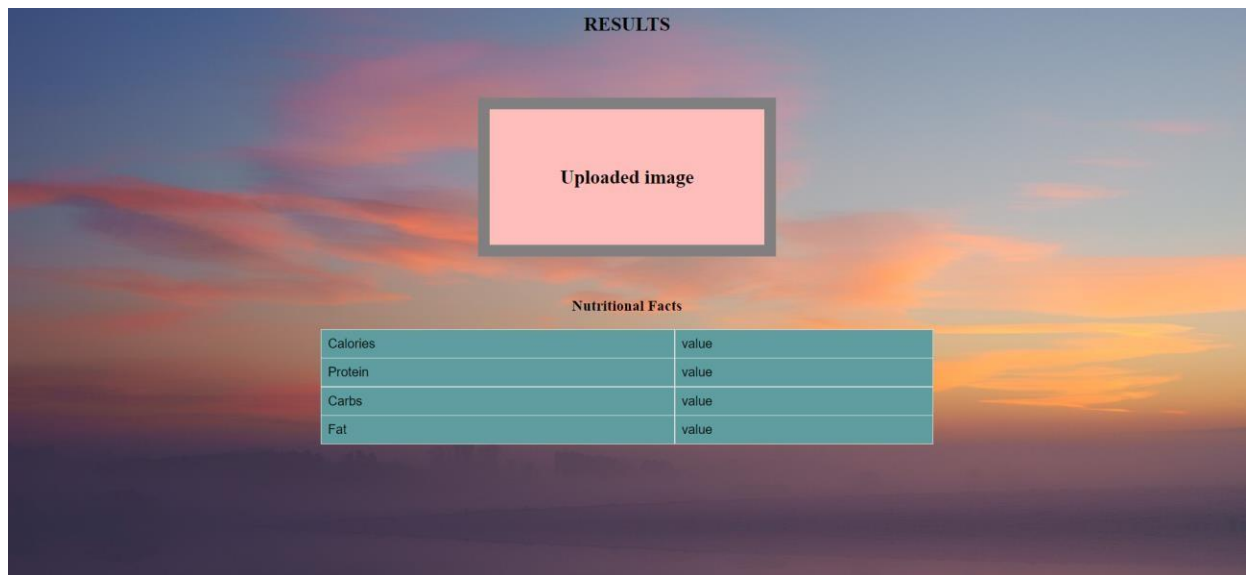 RESULTS
Uploaded image
Nutritional Facts
Calories value
Protein value
Carbs value
Fat value